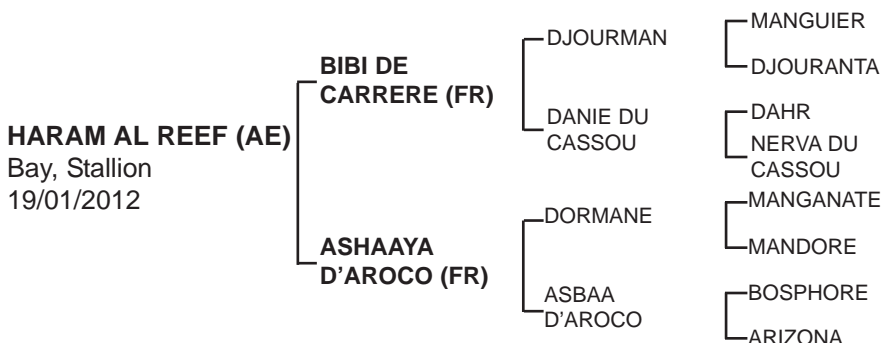 HARAM AL REEF (AE)
Bay, Stallion
19/01/2012
BIBI DE
CARRERE (FR)
ASHAAYA
D'AROCO (FR)
DJOURMAN
DANIE DU
CASSOU
DORMANE
ASBAA
D'AROCO
MANGUIER
DJOURANTA
DAHR
NERVA DU
CASSOU
MANGANATE
MANDORE
BOSPHORE
ARIZONA